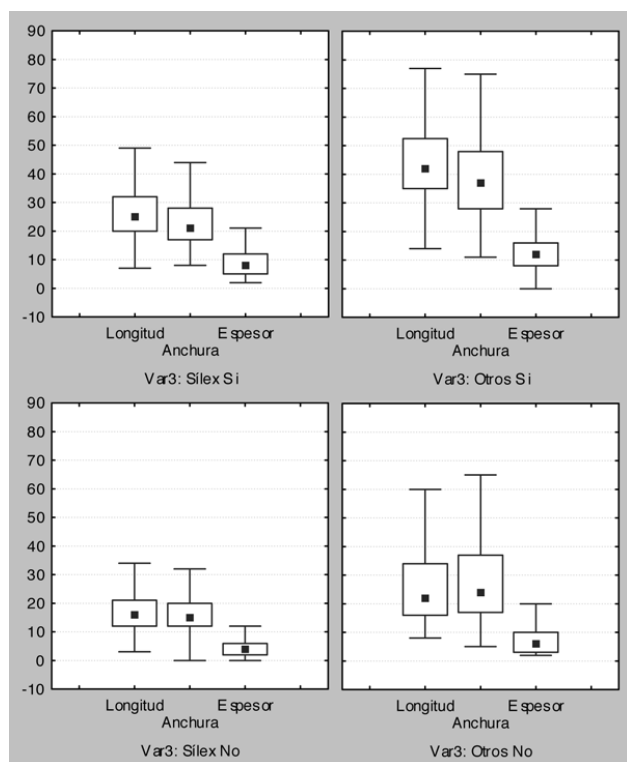 90
80
70
60
50
40
30
20
10
0
-10
Longitud Espesor
Anchura
Var3: Sílex Si
Longitud Espesor
Anchura
Var3: Otros Si
90
80
70
60
50
40
30
20
10
0
-10
Longitud Espesor
Anchura
Var3: Sílex No
Longitud Espesor
Anchura
Var3: Otros No